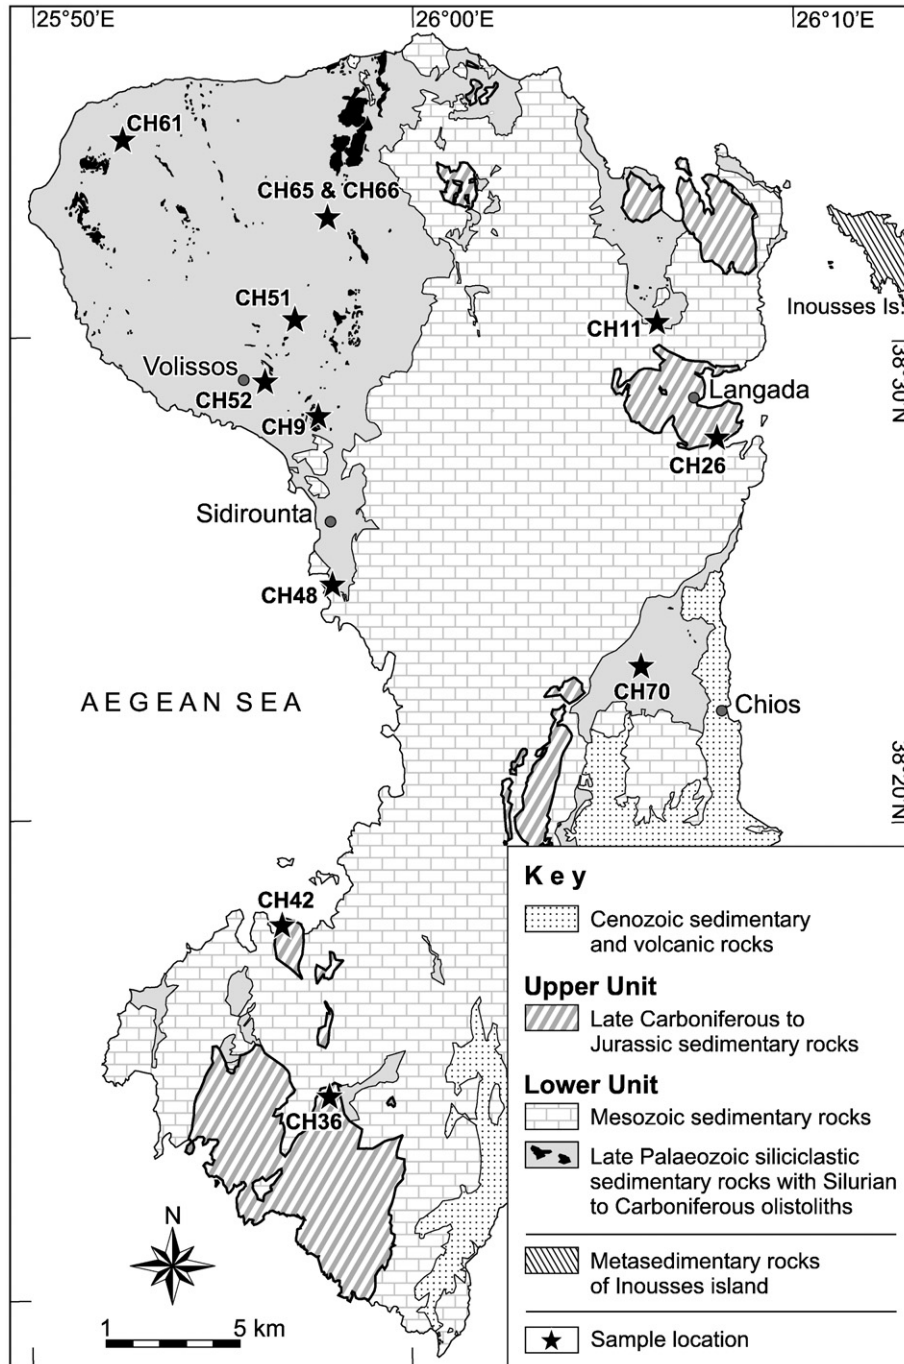 25°50'E
26°00'E
26°10'E
CH61
CH65 & CH66
CH51
Inousses Is.
CH11
Volissos
CH52
38°30'N
Langada
CH9
CH26
Sidirounta
CH48
AEGEAN SEA
CH70
Chios
38°20'N
CH42
CH36
Key
Cenozoic sedimentary
and volcanic rocks
Upper Unit
Late Carboniferous to
Jurassic sedimentary rocks
Lower Unit
Mesozoic sedimentary rocks
Late Palaeozoic siliciclastic
sedimentary rocks with Silurian
to Carboniferous olistoliths
Metasedimentary rocks
of Inousses island
Sample location
N
1 5 km